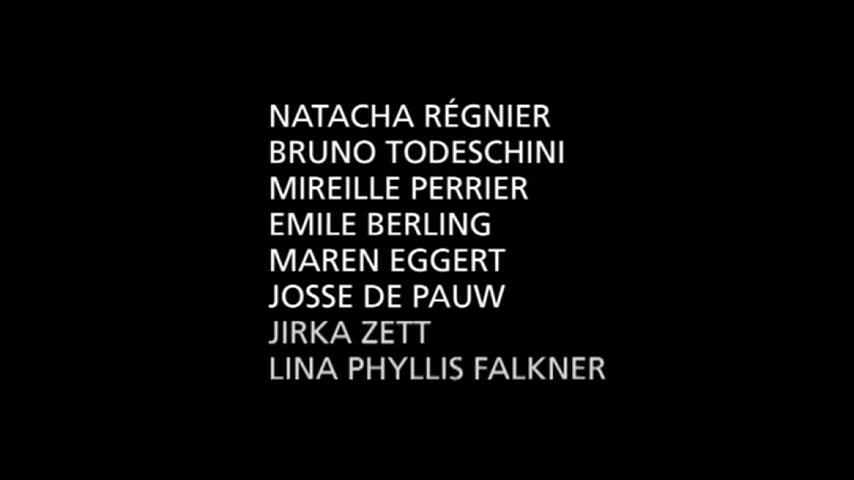 NATACHA RÉGNIER
BRUNO TODESCHINI
MIREILLE PERRIER
EMILE BERLING
MAREN EGGERT
JOSSE DE PAUW
JIRKA ZETT
LINA PHYLLIS FALKNER